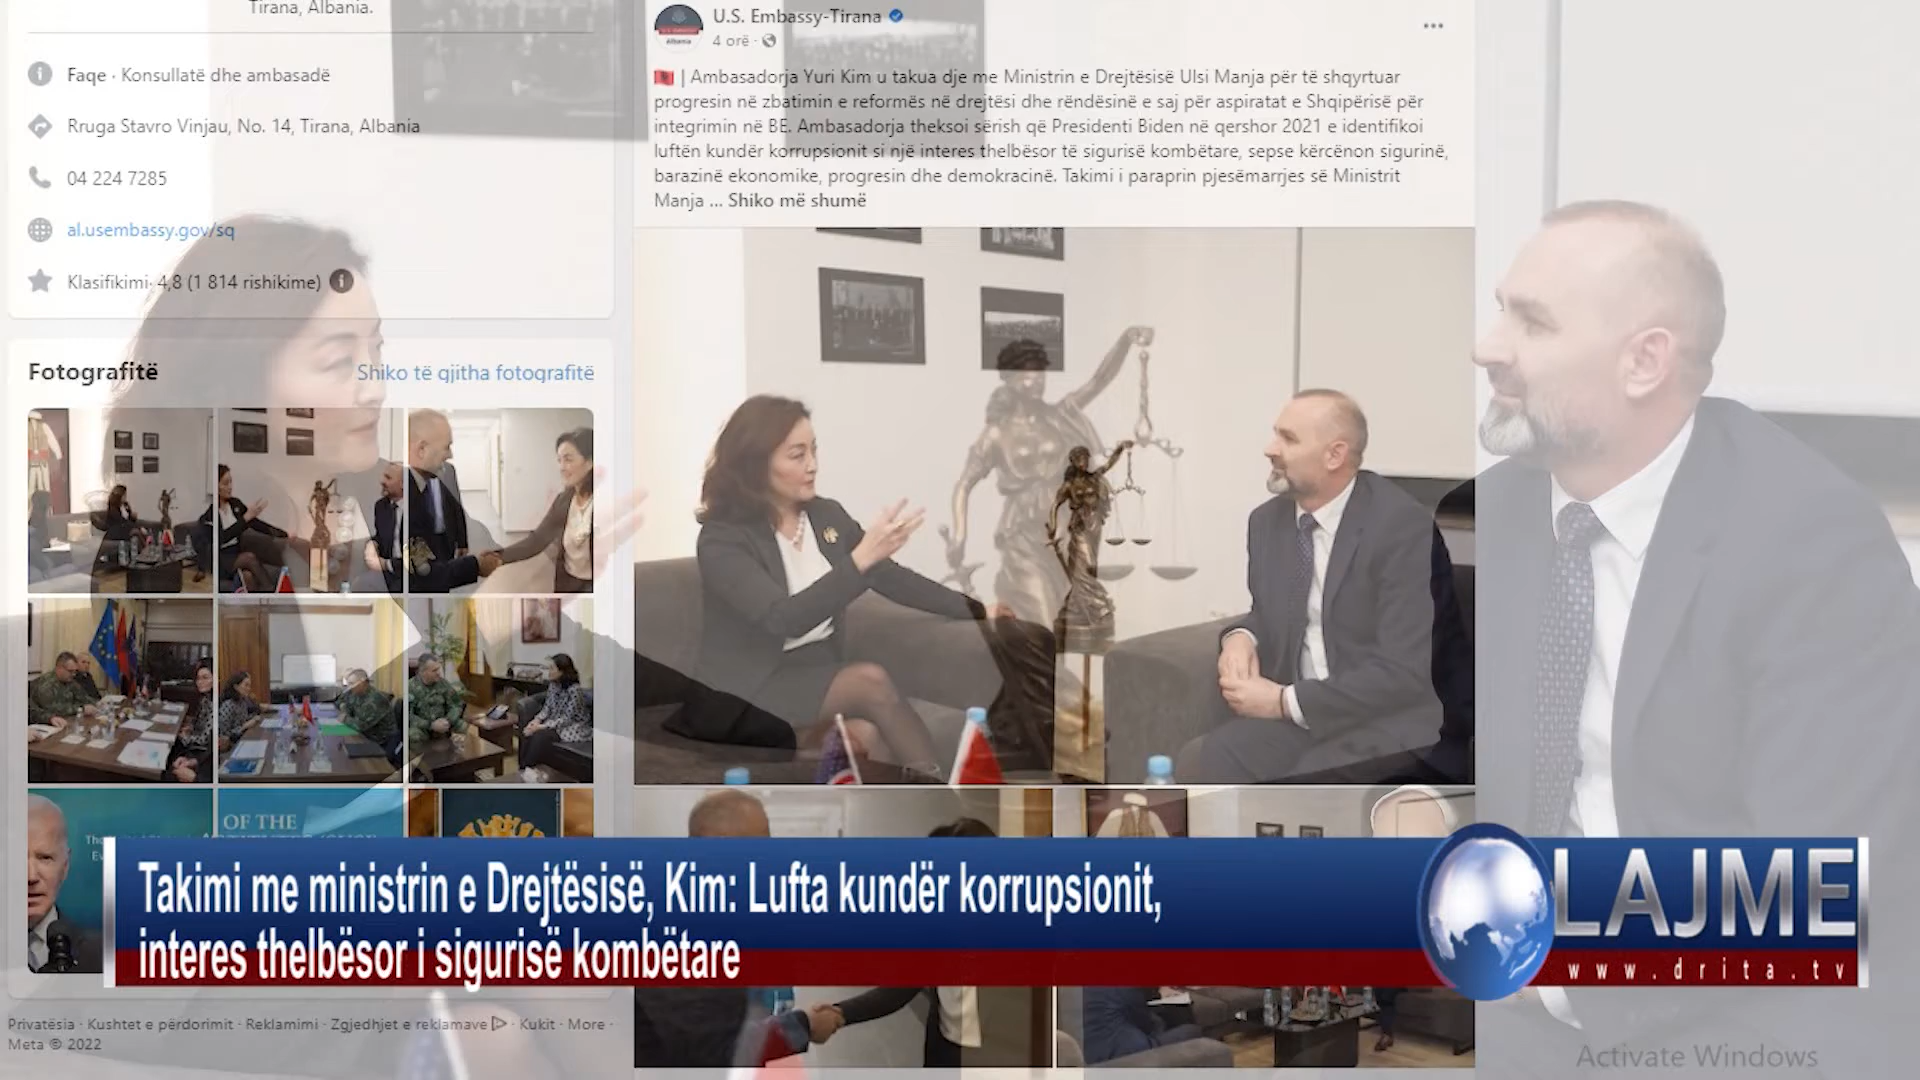 Tirana, Albania.
Faqe · Konsullatë dhe ambasadë
Rruga Stavro Vinjau, No. 14, Tirana, Albania
04 224 7285
al.usembassy.gov/sq
Klasifikimi· 4,8 (1 814 rishikime)
Fotografitë
Shiko të gjitha fotografitë
OF THE
Privatësia · Kushtet e përdorimit · Reklamimi · Zgjedhjet e reklamave · Kukit · More ·
Meta © 2022
U.S. Embassy-Tirana
4 orë ·
| Ambasadorja Yuri Kim u takua dje me Ministrin e Drejtësisë Ulsi Manja për të shqyrtuar
progresin në zbatimin e reformës në drejtësi dhe rëndësinë e saj për aspiratat e Shqipërisë për
integrimin në BE. Ambasadorja theksoi sërish që Presidenti Biden në qershor 2021 e identifikoi
luftën kundër korrupsionit si një interes thelbësor të sigurisë kombëtare, sepse kërcënon sigurinë,
barazinë ekonomike, progresin dhe demokracinë. Takimi i paraprin pjesëmarrjes së Ministrit
Manja ... Shiko më shumë
Takimi me ministrin e Drejtësisë, Kim: Lufta kundër korrupsionit,
interes thelbësor i sigurisë kombëtare
LAJME
www.drita.tv
Activate Windows